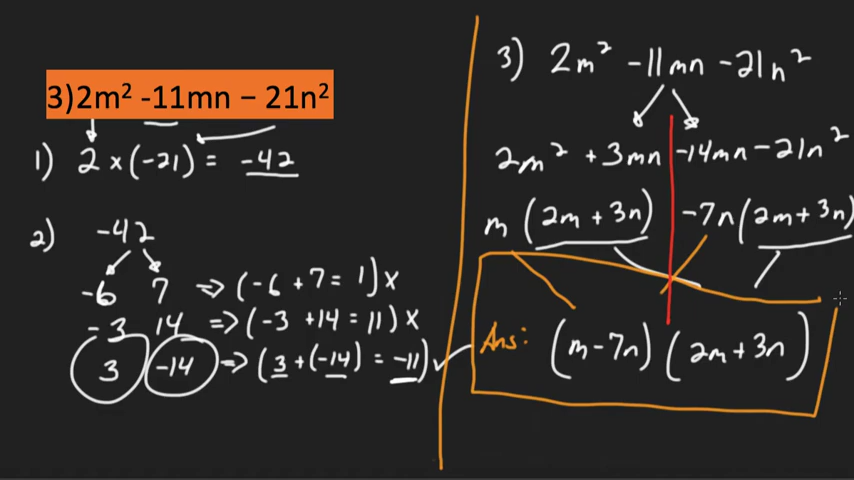 3)2m² -11mn – 21n²
1) 2 x (-21) = -42
2) -42
-6 7 => (-6 + 7 = 1) x
-3 14 => (-3 + 14 = 11) x
3 -14 => (3 + (-14) = -11) ✓
3) 2m² -11mn -21n²
2m² + 3mn -14mn - 21n²
m (2m + 3n) -7n (2m + 3n)
Ans: (m - 7n) (2m + 3n)